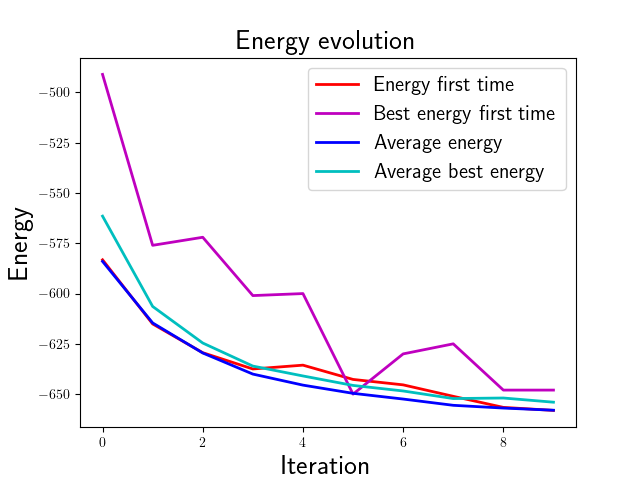 Energy evolution
Energy
−500
−525
−550
−575
−600
−625
−650
Energy first time
Best energy first time
Average energy
Average best energy
0 2 4 6 8
Iteration